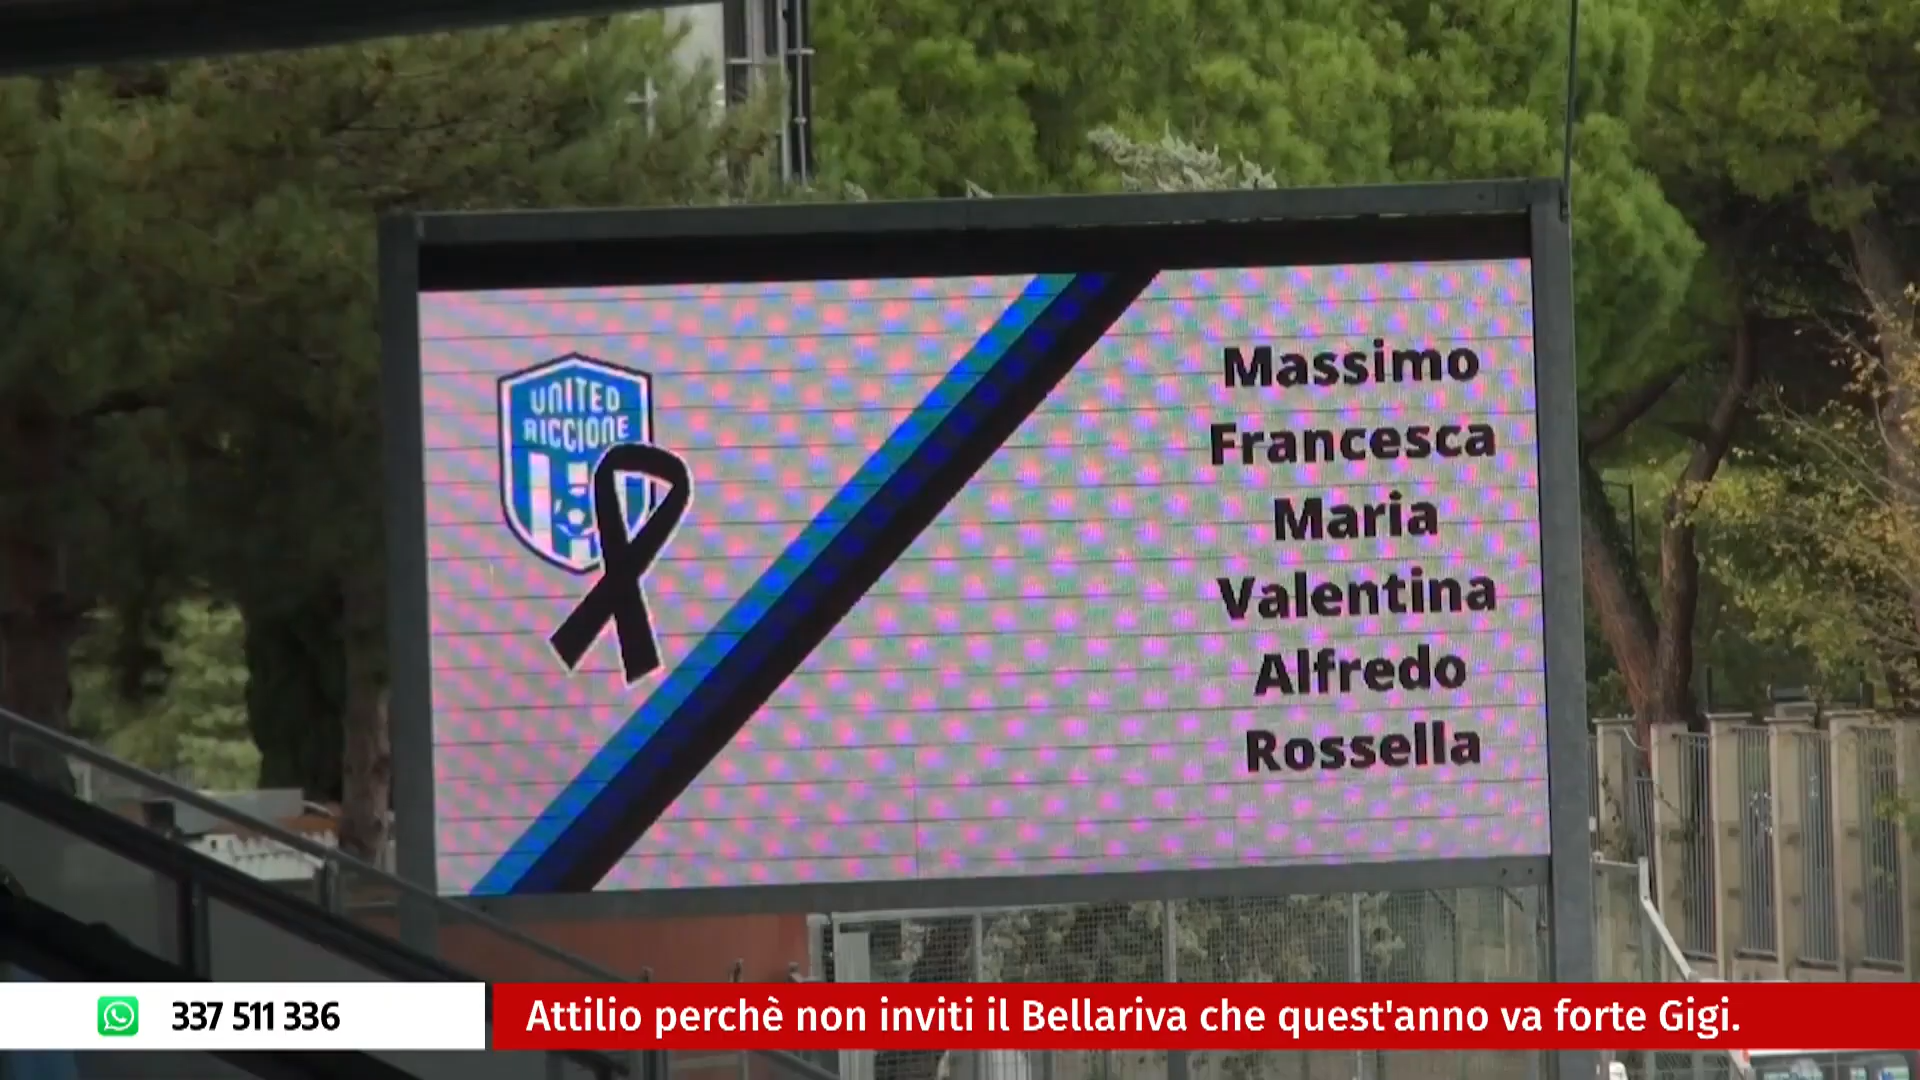 UNITED
RICCIONE
Massimo
Francesca
Maria
Valentina
Alfredo
Rossella
337 511 336
Attilio perchè non inviti il Bellariva che quest'anno va forte Gigi.